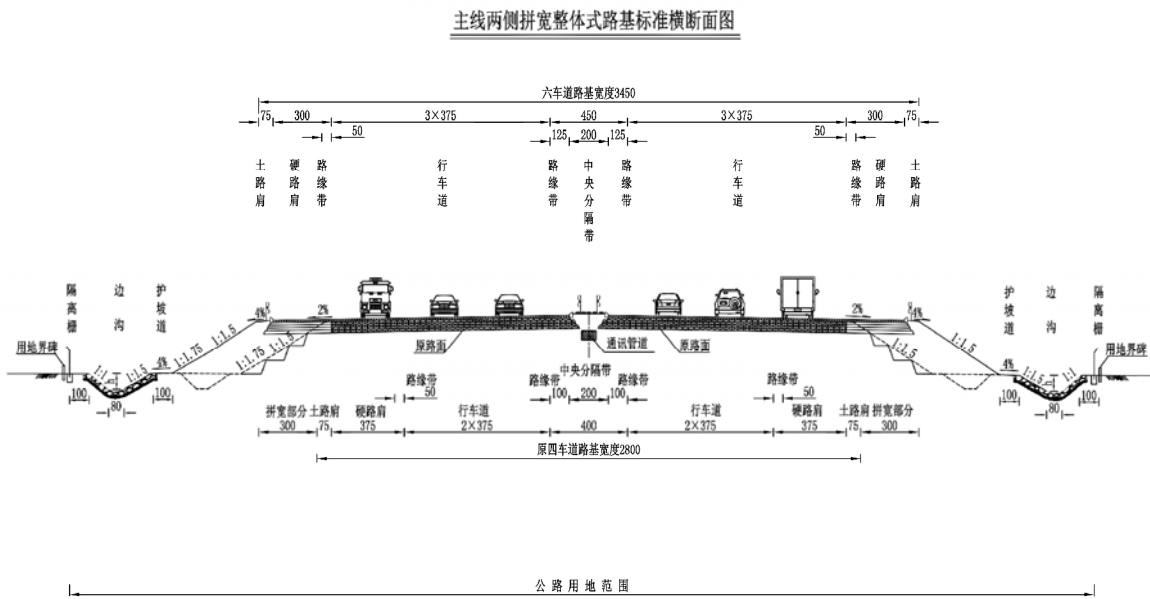 主线两侧拼宽整体式路基标准横断面图
六车道路基宽度3450
75 300 3×375 450 3×375 300 75
50 125 200 125 50
土路肩 硬路肩 路缘带 行车道 路缘带 中央分隔带 路缘带 行车道 路缘带 硬路肩 土路肩
隔离栅 边沟 护坡道 护坡道 边沟 隔离栅
4% 2% 2% 4%
用地界碑 1:1 1:1.5 4% 1:1.75 1:1.5 1:1.75 1:1.5 原路面 通讯管道 原路面 1:1.5 1:1.5 4% 1:1.5 1:1 用地界碑
中央分隔带
100 80 100 路缘带 50 路缘带 100 200 路缘带 100 路缘带 50 100 80 100
拼宽部分 土路肩 硬路肩 行车道 行车道 硬路肩 土路肩 拼宽部分
300 75 375 2×375 400 2×375 375 75 300
原四车道路基宽度2800
公路用地范围